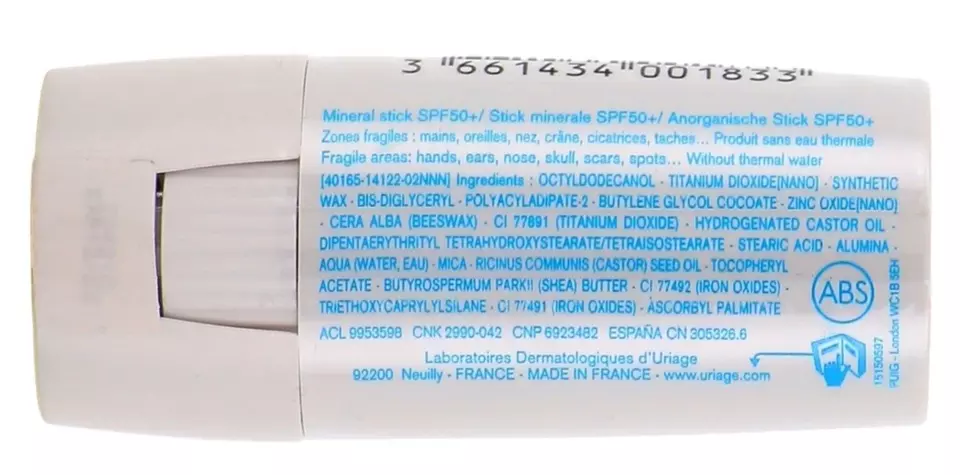 3 "661434"001833"
Mineral stick SPF50+/ Stick minerale SPF50+/ Anorganische Stick SPF50+
Zones fragiles : mains, oreilles, nez, crâne, cicatrices, taches... Produit sans eau thermale
Fragile areas: hands, ears, nose, skull, scars, spots... Without thermal water
[40165-14122-02NNN] Ingredients : OCTYLDODECANOL - TITANIUM DIOXIDE[NANO] - SYNTHETIC
WAX - BIS-DIGLYCERYL - POLYACYLADIPATE-2 - BUTYLENE GLYCOL COCOATE - ZINC OXIDE[NANO]
- CERA ALBA (BEESWAX) - CI 77891 (TITANIUM DIOXIDE) - HYDROGENATED CASTOR OIL -
DIPENTAERYTHRITYL TETRAHYDROXYSTEARATE/TETRAISOSTEARATE - STEARIC ACID - ALUMINA -
AQUA (WATER, EAU) - MICA - RICINUS COMMUNIS (CASTOR) SEED OIL - TOCOPHERYL
ACETATE - BUTYROSPERMUM PARKII (SHEA) BUTTER - CI 77492 (IRON OXIDES) -
TRIETHOXYCAPRYLYLSILANE - CI 77491 (IRON OXIDES) - ASCORBYL PALMITATE
ABS
ACL 9953598 CNK 2990-042 CNP 6923482 ESPAÑA CN 305326.6
Laboratoires Dermatologiques d'Uriage
92200 Neuilly - FRANCE - MADE IN FRANCE - www.uriage.com
15150597
PUIG - London WC1B 5EH